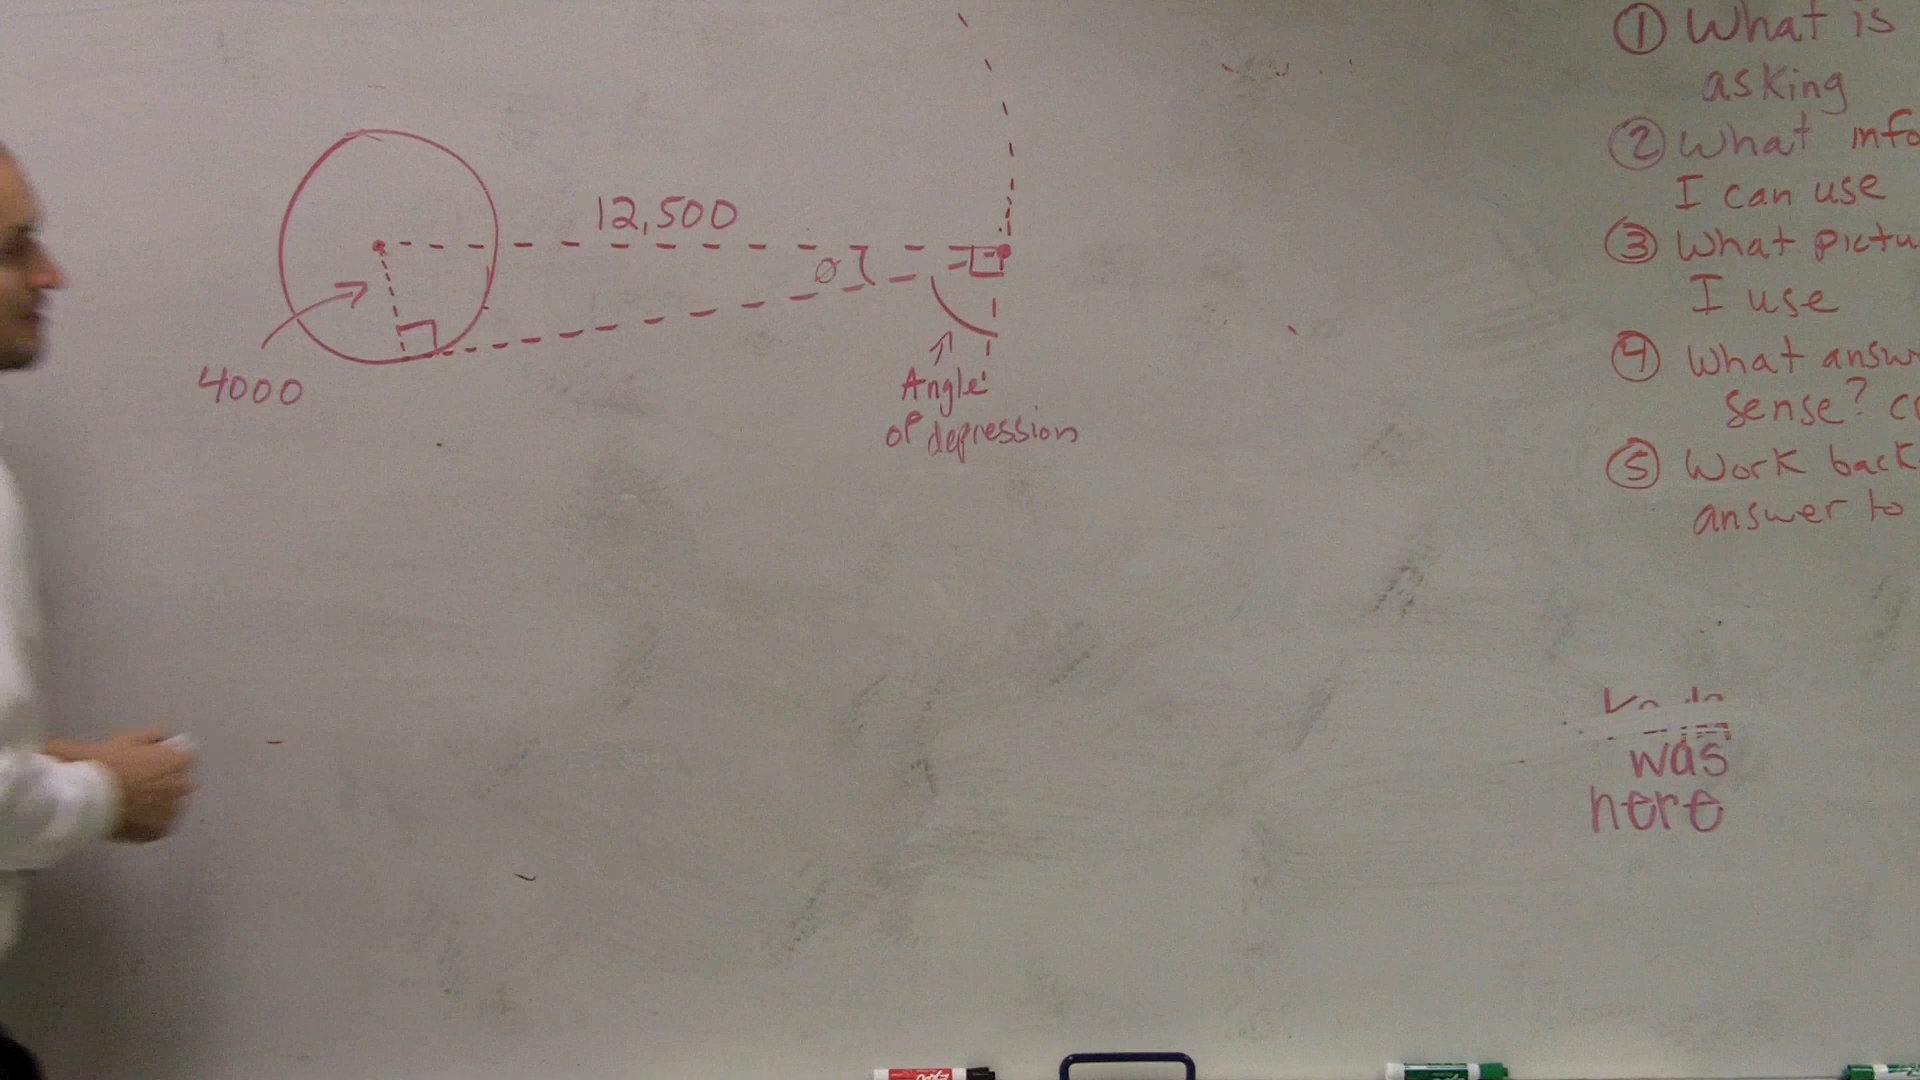 12,500
Ø
4000
Angle
of depression
① What is
asking
② What info
I can use
③ What pictu
I use
④ What answ
sense?
⑤ Work back
answer to
was
here
Expo